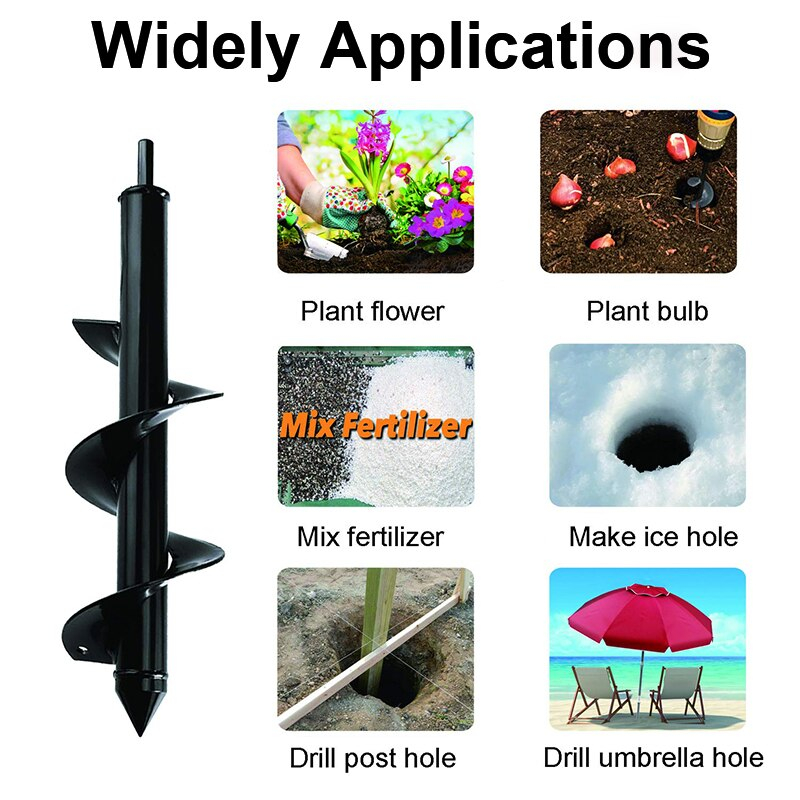 Widely Applications
Plant flower
Plant bulb
Mix Fertilizer
Mix fertilizer
Make ice hole
Drill post hole
Drill umbrella hole